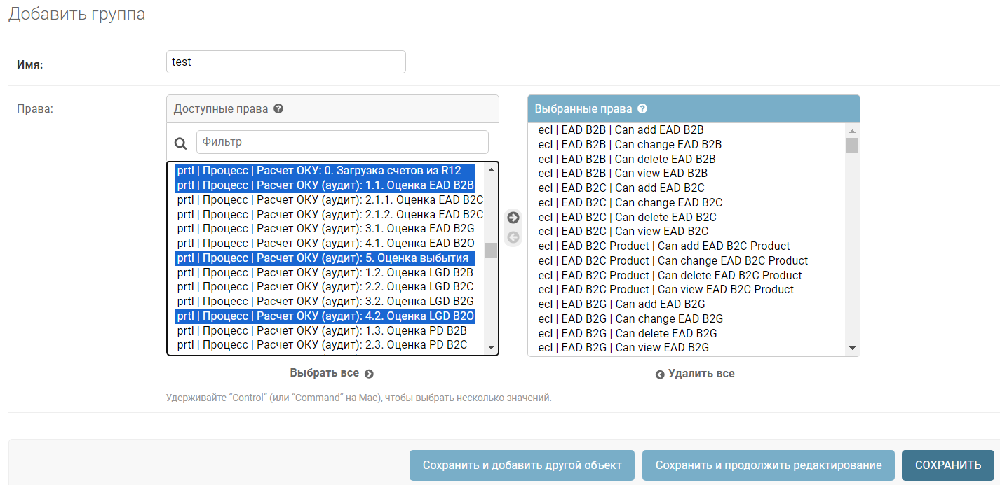 Добавить группа
Имя:
test
Права:
Доступные права ?
Фильтр
prtl | Процесс | Расчет ОКУ: 0. Загрузка счетов из R12
prtl | Процесс | Расчет ОКУ (аудит): 1.1. Оценка EAD B2B
prtl | Процесс | Расчет ОКУ (аудит): 2.1.1. Оценка EAD B2C
prtl | Процесс | Расчет ОКУ (аудит): 2.1.2. Оценка EAD B2C
prtl | Процесс | Расчет ОКУ (аудит): 3.1. Оценка EAD B2G
prtl | Процесс | Расчет ОКУ (аудит): 4.1. Оценка EAD B2O
prtl | Процесс | Расчет ОКУ (аудит): 5. Оценка выбытия
prtl | Процесс | Расчет ОКУ (аудит): 1.2. Оценка LGD B2B
prtl | Процесс | Расчет ОКУ (аудит): 2.2. Оценка LGD B2C
prtl | Процесс | Расчет ОКУ (аудит): 3.2. Оценка LGD B2G
prtl | Процесс | Расчет ОКУ (аудит): 4.2. Оценка LGD B2O
prtl | Процесс | Расчет ОКУ (аудит): 1.3. Оценка PD B2B
prtl | Процесс | Расчет ОКУ (аудит): 2.3. Оценка PD B2C
Выбрать все
Выбранные права ?
ecl | EAD B2B | Can add EAD B2B
ecl | EAD B2B | Can change EAD B2B
ecl | EAD B2B | Can delete EAD B2B
ecl | EAD B2B | Can view EAD B2B
ecl | EAD B2C | Can add EAD B2C
ecl | EAD B2C | Can change EAD B2C
ecl | EAD B2C | Can delete EAD B2C
ecl | EAD B2C | Can view EAD B2C
ecl | EAD B2C Product | Can add EAD B2C Product
ecl | EAD B2C Product | Can change EAD B2C Product
ecl | EAD B2C Product | Can delete EAD B2C Product
ecl | EAD B2C Product | Can view EAD B2C Product
ecl | EAD B2G | Can add EAD B2G
ecl | EAD B2G | Can change EAD B2G
ecl | EAD B2G | Can delete EAD B2G
ecl | EAD B2G | Can view EAD B2G
Удалить все
Удерживайте “Control“ (или “Command“ на Mac), чтобы выбрать несколько значений.
Сохранить и добавить другой объект
Сохранить и продолжить редактирование
СОХРАНИТЬ